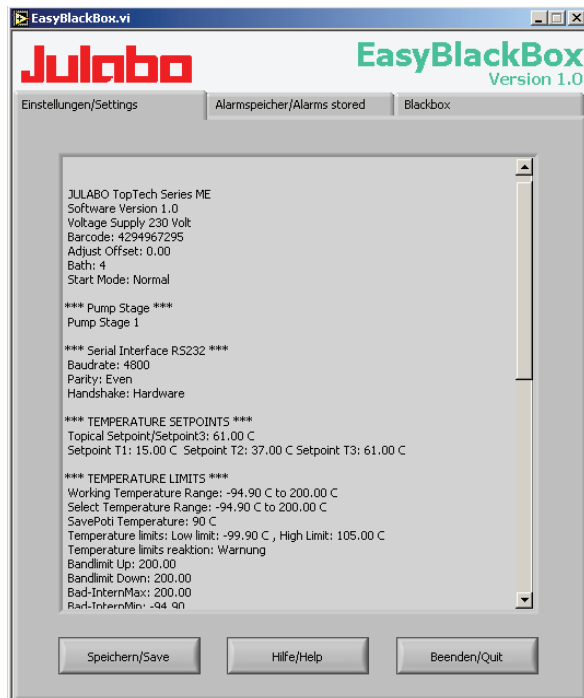 EasyBlackBox.vi
Julabo
EasyBlackBox
Version 1.0
Einstellungen/Settings
Alarmspeicher/Alarms stored
Blackbox
JULABO TopTech Series ME
Software Version 1.0
Voltage Supply 230 Volt
Barcode: 4294967295
Adjust Offset: 0.00
Bath: 4
Start Mode: Normal
*** Pump Stage ***
Pump Stage 1
*** Serial Interface RS232 ***
Baudrate: 4800
Parity: Even
Handshake: Hardware
*** TEMPERATURE SETPOINTS ***
Topical Setpoint/Setpoint3: 61.00 C
Setpoint T1: 15.00 C  Setpoint T2: 37.00 C Setpoint T3: 61.00 C
*** TEMPERATURE LIMITS ***
Working Temperature Range: -94.90 C to 200.00 C
Select Temperature Range: -94.90 C to 200.00 C
SavePoti Temperature: 90 C
Temperature limits: Low limit: -99.90 C , High Limit: 105.00 C
Temperature limits reaktion: Warnung
Bandlimit Up: 200.00
Bandlimit Down: 200.00
Bad-InternMax: 200.00
Bad-InternMin: -94.90
Speichern/Save
Hilfe/Help
Beenden/Quit